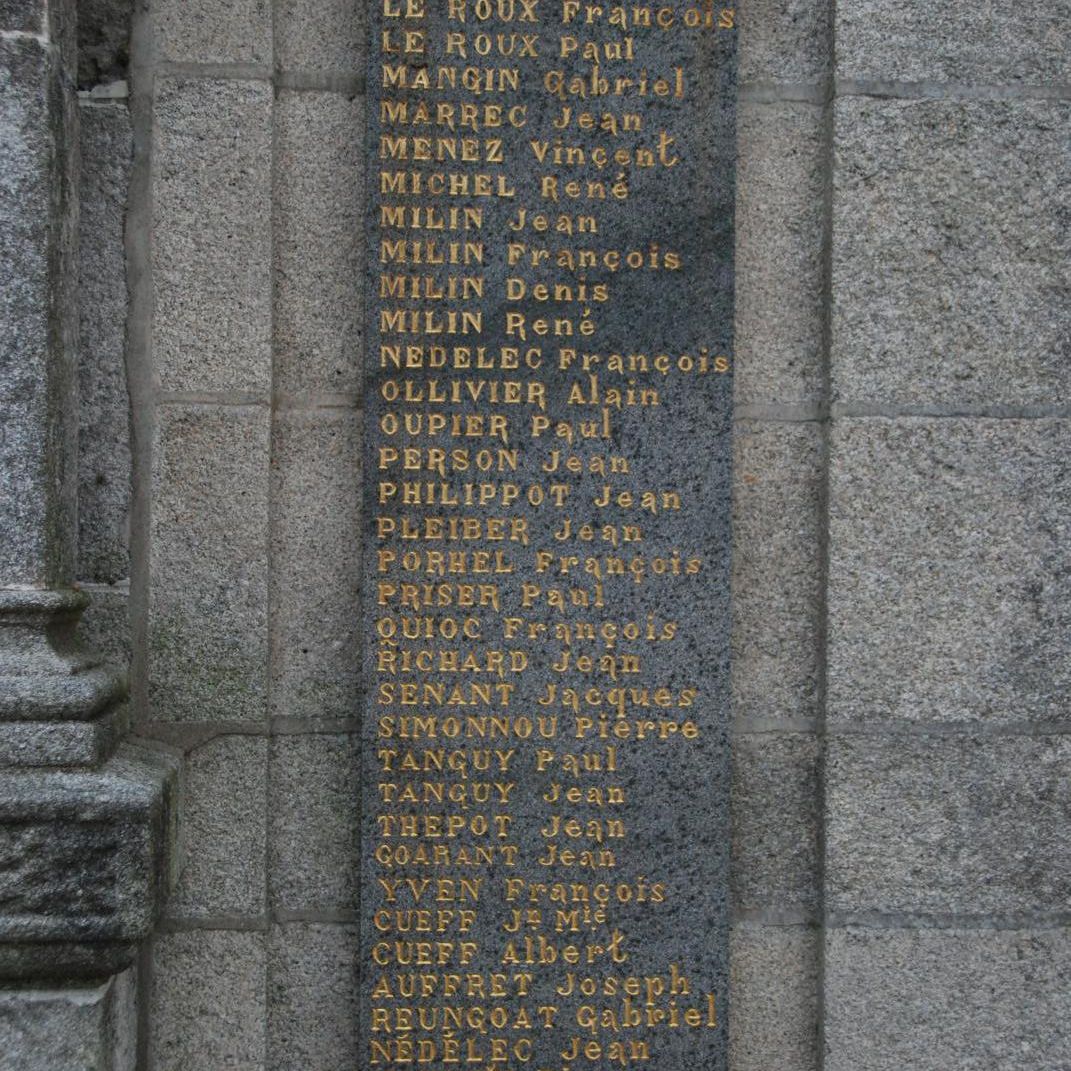 LE ROUX François
LE ROUX Paul
MANGIN Gabriel
MARREC Jean
MENEZ Vinçent
MICHEL René
MILIN Jean
MILIN François
MILIN Denis
MILIN René
NEDELEC François
OLLIVIER Alain
OUPIER Paul
PERSON Jean
PHILIPPOT Jean
PLEIBER Jean
PORHEL François
PRISER Paul
QUIOC François
RICHARD Jean
SENANT Jacques
SIMONNOU Pierre
TANGUY Paul
TANGUY Jean
THEPOT Jean
GOARANT Jean
YVEN François
CUEFF Jn Mie
CUEFF Albert
AUFFRET Joseph
REUNGOAT Gabriel
NÉDÉLEC Jean